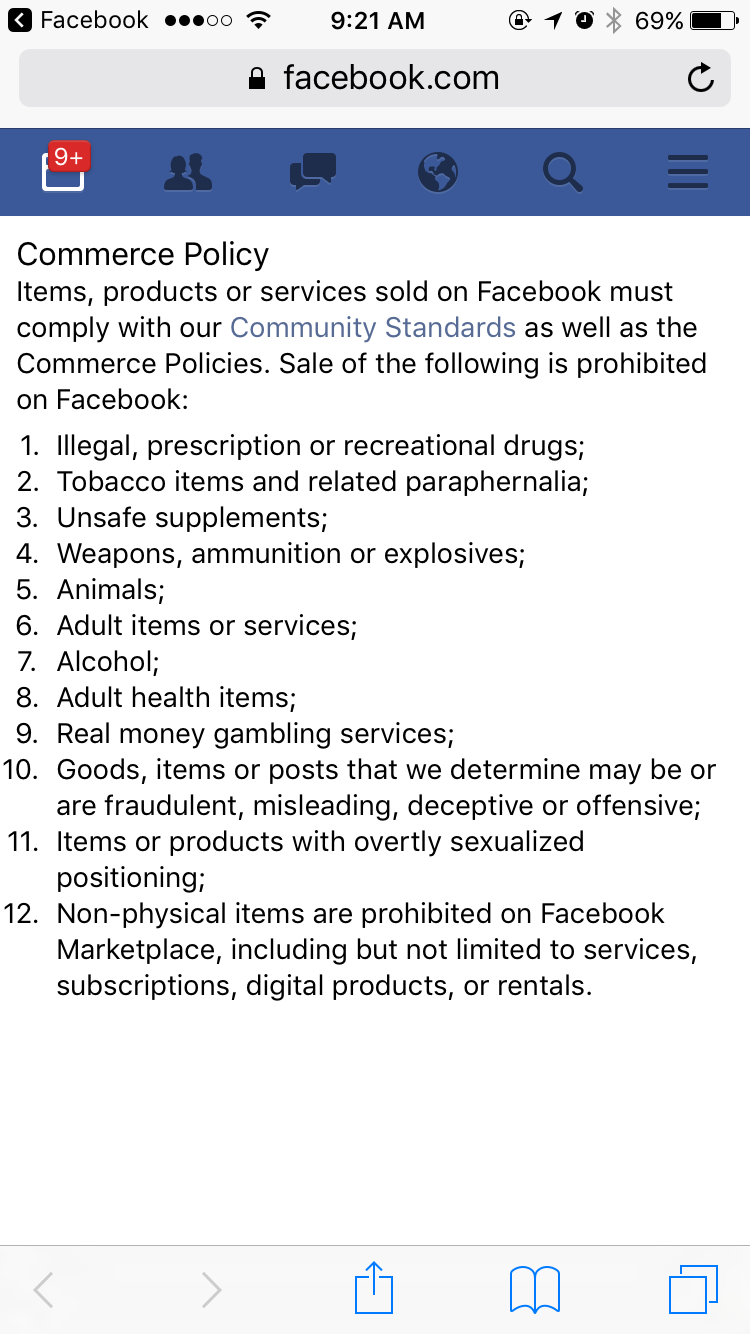 Facebook 9:21 AM 69%
facebook.com
9+
Commerce Policy
Items, products or services sold on Facebook must
comply with our Community Standards as well as the
Commerce Policies. Sale of the following is prohibited
on Facebook:
1. Illegal, prescription or recreational drugs;
2. Tobacco items and related paraphernalia;
3. Unsafe supplements;
4. Weapons, ammunition or explosives;
5. Animals;
6. Adult items or services;
7. Alcohol;
8. Adult health items;
9. Real money gambling services;
10. Goods, items or posts that we determine may be or
are fraudulent, misleading, deceptive or offensive;
11. Items or products with overtly sexualized
positioning;
12. Non-physical items are prohibited on Facebook
Marketplace, including but not limited to services,
subscriptions, digital products, or rentals.